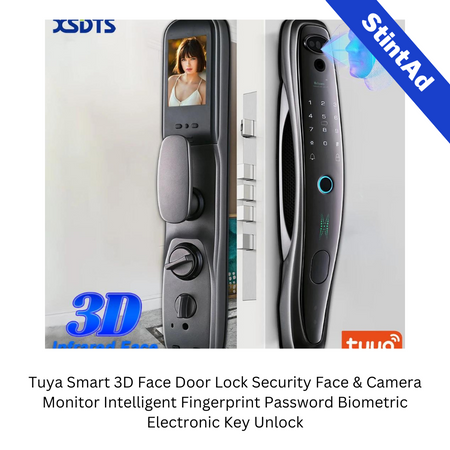 XSDTS
StintAd
3D
Infrared Face
tuya
Tuya Smart 3D Face Door Lock Security Face & Camera
Monitor Intelligent Fingerprint Password Biometric
Electronic Key Unlock